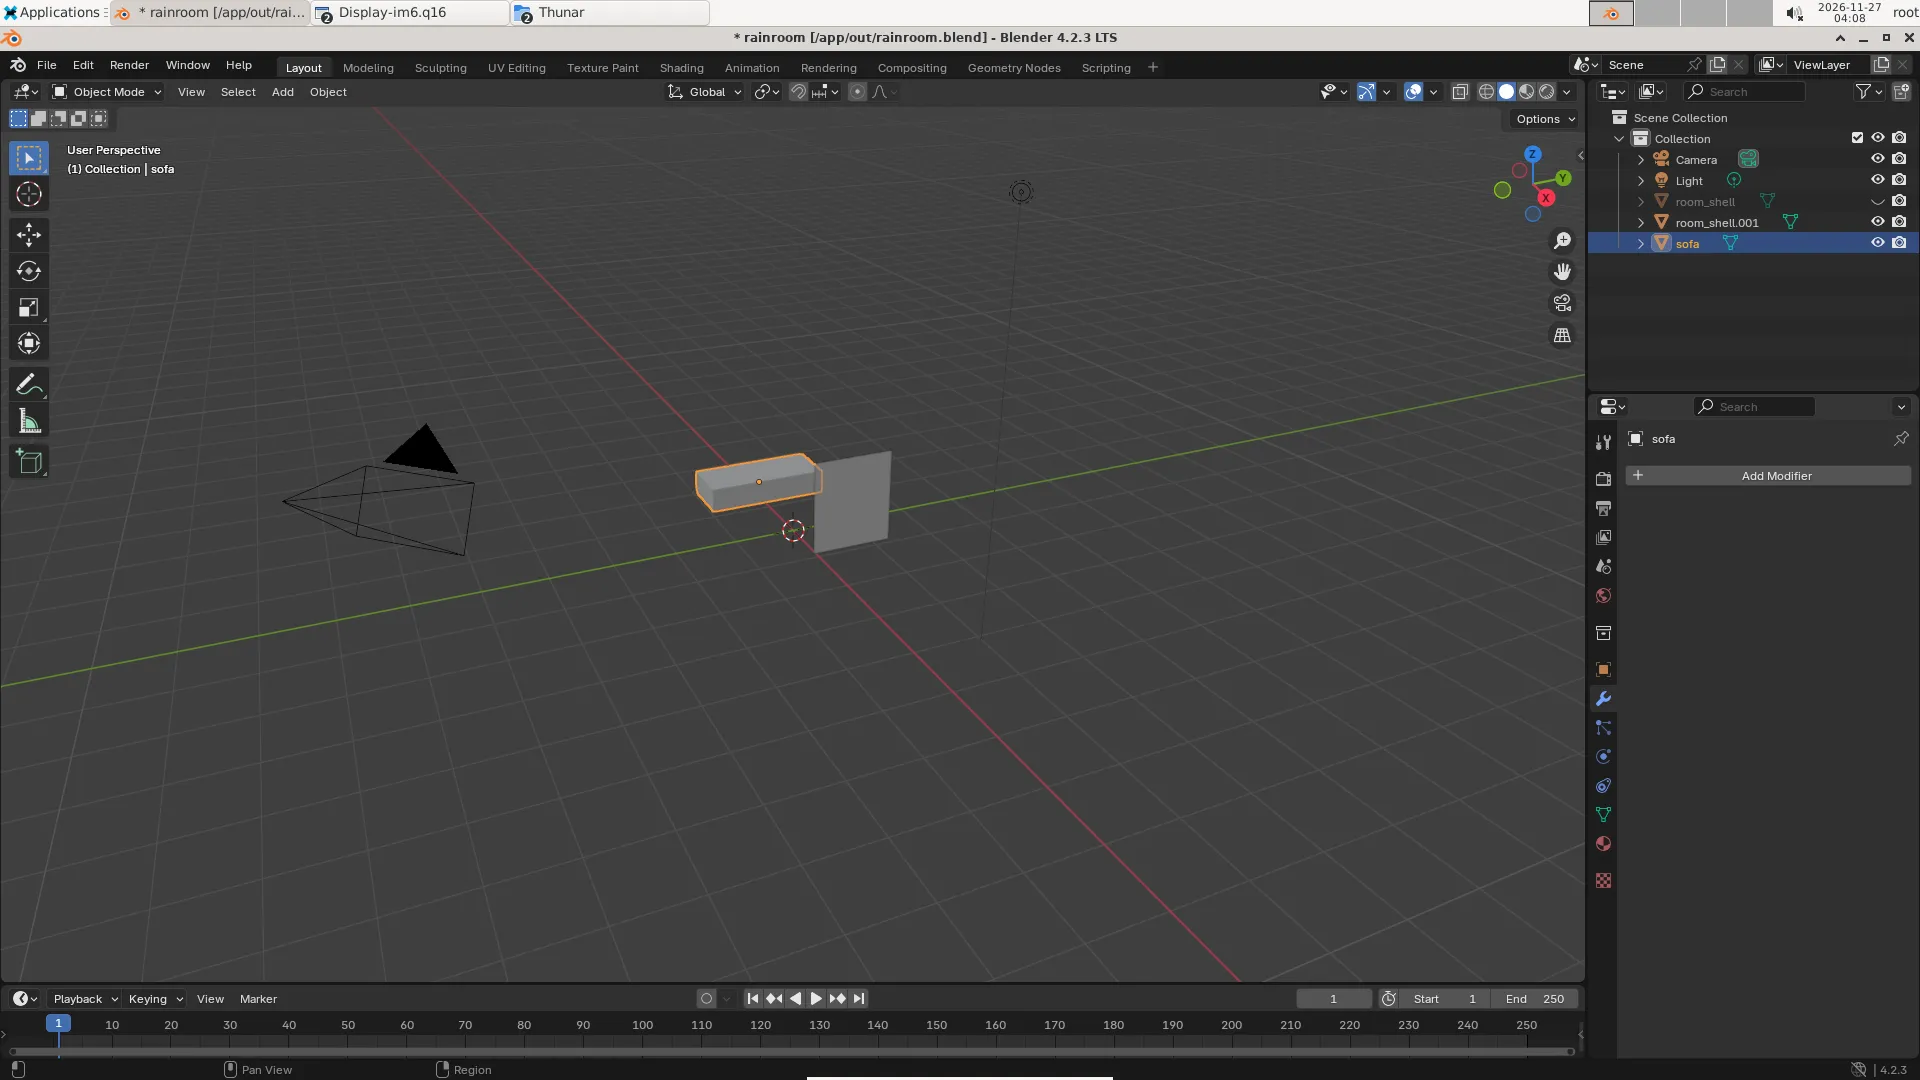 Applications
* rainroom [/app/out/rai...
2
Display-im6.q16
2
Thunar
2026-11-27
04:08
root
* rainroom [/app/out/rainroom.blend] - Blender 4.2.3 LTS
File
Edit
Render
Window
Help
Layout
Modeling
Sculpting
UV Editing
Texture Paint
Shading
Animation
Rendering
Compositing
Geometry Nodes
Scripting
Scene
ViewLayer
Object Mode
View
Select
Add
Object
Global
Search
Options
User Perspective
(1) Collection | sofa
Z
Y
X
Scene Collection
Collection
Camera
Light
room_shell
room_shell.001
sofa
Search
sofa
Add Modifier
Playback
Keying
View
Marker
1
Start 1
End 250
1 10 20 30 40 50 60 70 80 90 100 110 120 130 140 150 160 170 180 190 200 210 220 230 240 250
Pan View
Region
4.2.3